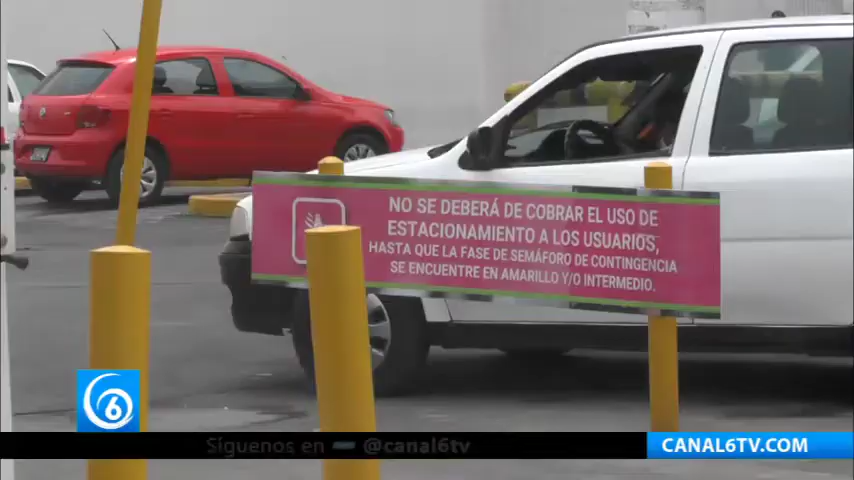 NO SE DEBERÁ DE COBRAR EL USO DE
ESTACIONAMIENTO A LOS USUARIOS,
HASTA QUE LA FASE DE SEMÁFORO DE CONTINGENCIA
SE ENCUENTRE EN AMARILLO Y/O INTERMEDIO.
6
Síguenos en @canal6tv
CANAL6TV.COM